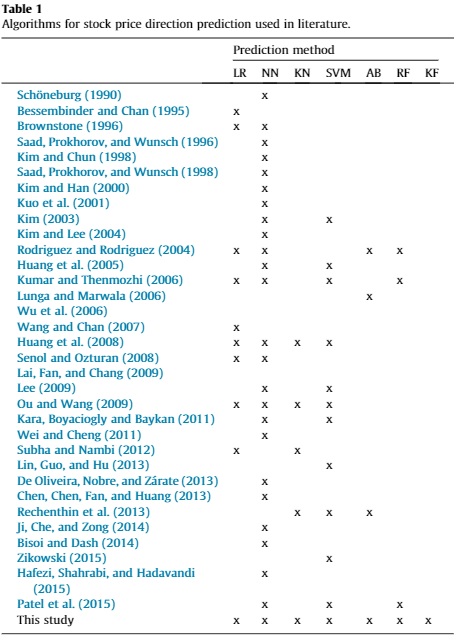 Table 1
Algorithms for stock price direction prediction used in literature.
Prediction method
LR NN KN SVM AB RF KF
Schöneburg (1990) x
Bessembinder and Chan (1995) x
Brownstone (1996) x x
Saad, Prokhorov, and Wunsch (1996) x
Kim and Chun (1998) x
Saad, Prokhorov, and Wunsch (1998) x
Kim and Han (2000) x
Kuo et al. (2001) x
Kim (2003) x x
Kim and Lee (2004) x
Rodriguez and Rodriguez (2004) x x x x
Huang et al. (2005) x x
Kumar and Thenmozhi (2006) x x x x
Lunga and Marwala (2006) x
Wu et al. (2006)
Wang and Chan (2007) x
Huang et al. (2008) x x x x
Senol and Ozturan (2008) x x
Lai, Fan, and Chang (2009)
Lee (2009) x x
Ou and Wang (2009) x x x x
Kara, Boyaciogly and Baykan (2011) x x
Wei and Cheng (2011) x
Subha and Nambi (2012) x x
Lin, Guo, and Hu (2013) x
De Oliveira, Nobre, and Zárate (2013) x
Chen, Chen, Fan, and Huang (2013) x
Rechenthin et al. (2013) x x x
Ji, Che, and Zong (2014) x
Bisoi and Dash (2014) x
Zikowski (2015) x
Hafezi, Shahrabi, and Hadavandi x
(2015)
Patel et al. (2015) x x x
This study x x x x x x x